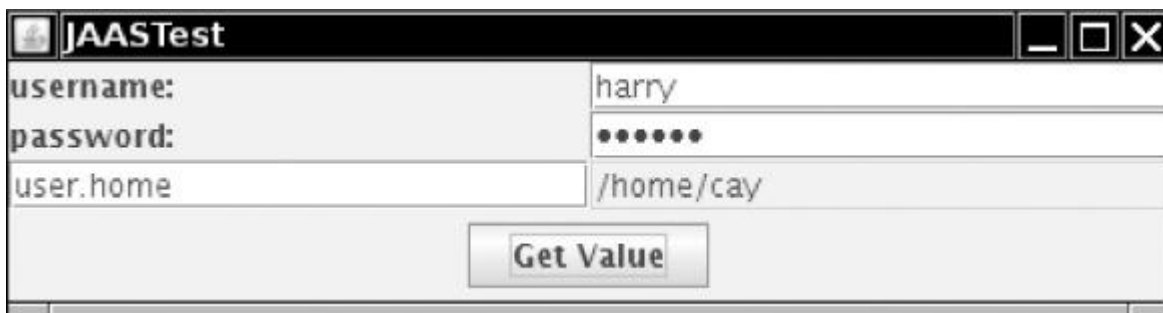 JAASTest
username: harry
password: ••••••
user.home /home/cay
Get Value